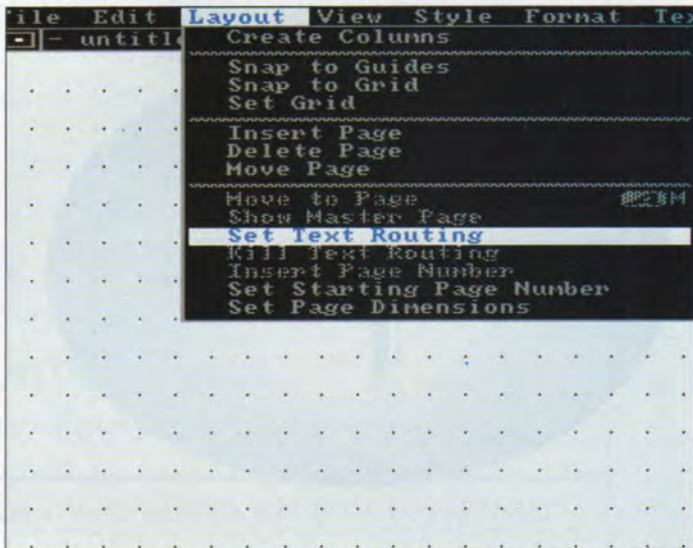 ile Edit Layout View Style Format Tex
- untitle
Create Columns
Snap to Guides
Snap to Grid
Set Grid
Insert Page
Delete Page
Move Page
Move to Page
Show Master Page
Set Text Routing
Kill Text Routing
Insert Page Number
Set Starting Page Number
Set Page Dimensions